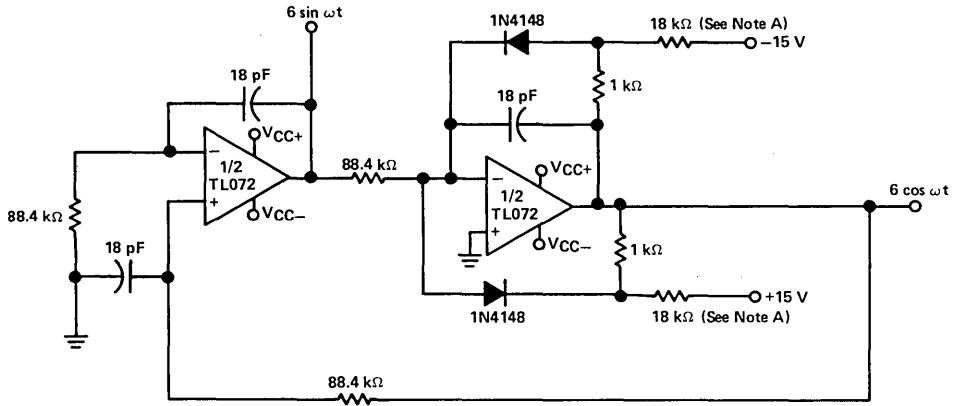 6 sin ωt
1N4148
18 kΩ (See Note A)
−15 V
18 pF
1 kΩ
18 pF
VCC+
VCC+
−
1/2
TL072
+
88.4 kΩ
−
1/2
TL072
+
6 cos ωt
88.4 kΩ
VCC−
VCC−
18 pF
1 kΩ
1N4148
+15 V
18 kΩ (See Note A)
88.4 kΩ